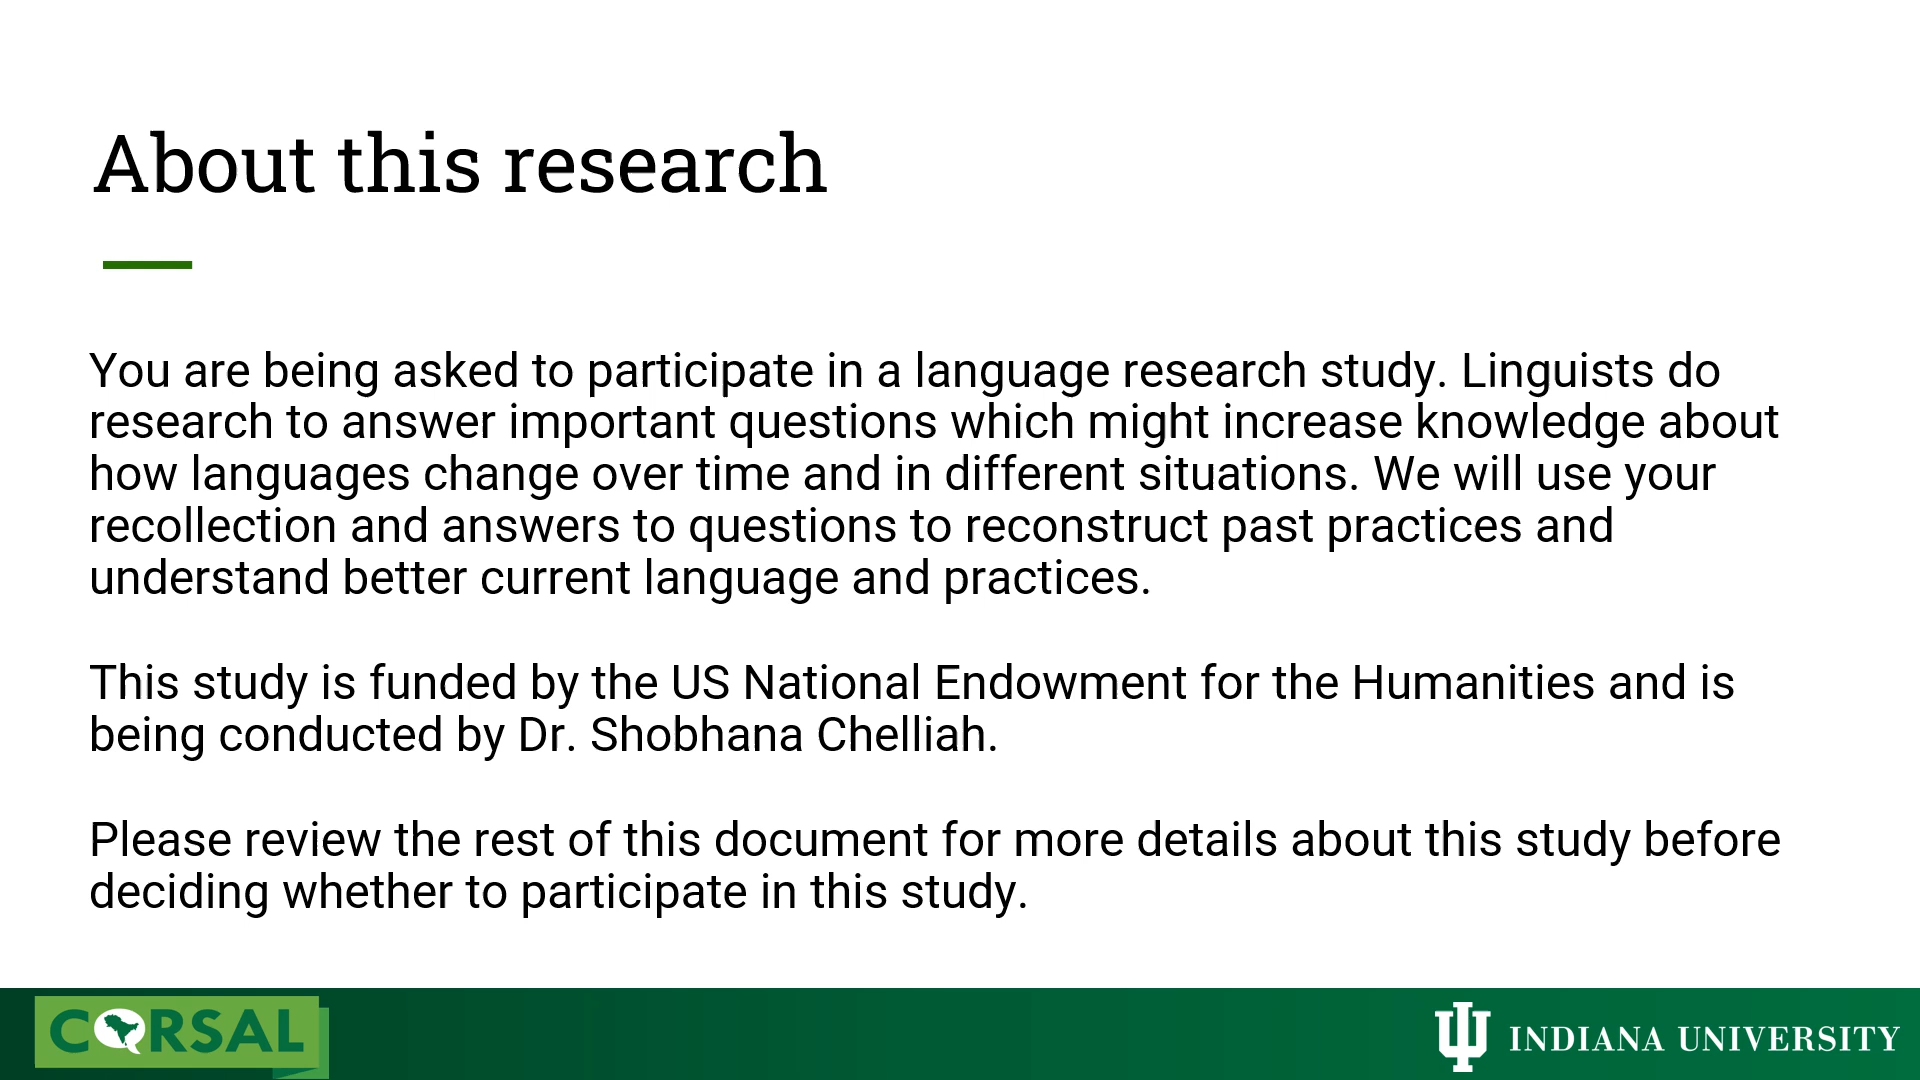 About this research
You are being asked to participate in a language research study. Linguists do
research to answer important questions which might increase knowledge about
how languages change over time and in different situations. We will use your
recollection and answers to questions to reconstruct past practices and
understand better current language and practices.
This study is funded by the US National Endowment for the Humanities and is
being conducted by Dr. Shobhana Chelliah.
Please review the rest of this document for more details about this study before
deciding whether to participate in this study.
CORSAL
INDIANA UNIVERSITY